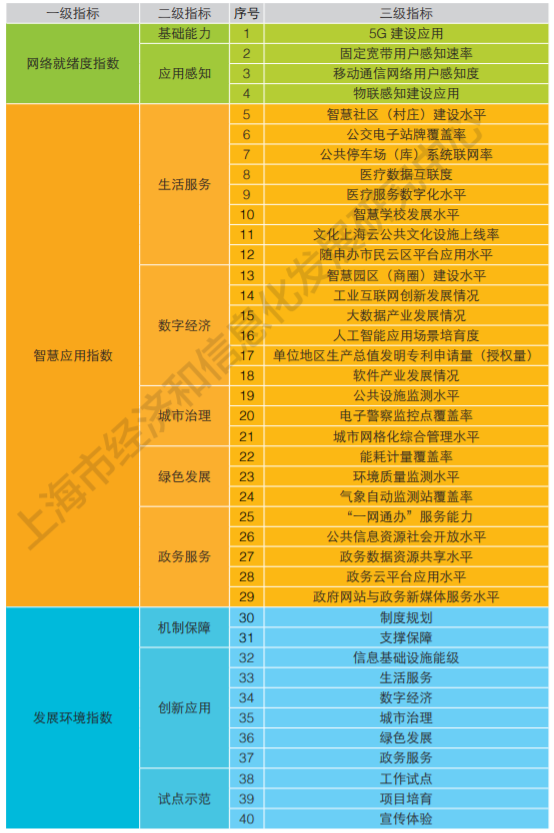 一级指标 二级指标 序号 三级指标
网络就绪度指数
基础能力 1 5G 建设应用
应用感知
2 固定宽带用户感知速率
3 移动通信网络用户感知度
4 物联感知建设应用
智慧应用指数
生活服务
5 智慧社区（村庄）建设水平
6 公交电子站牌覆盖率
7 公共停车场（库）系统联网率
8 医疗数据互联度
9 医疗服务数字化水平
10 智慧学校发展水平
11 文化上海云公共文化设施上线率
12 随申办市民云区平台应用水平
数字经济
13 智慧园区（商圈）建设水平
14 工业互联网创新发展情况
15 大数据产业发展情况
16 人工智能应用场景培育度
17 单位地区生产总值发明专利申请量（授权量）
18 软件产业发展情况
城市治理
19 公共设施监测水平
20 电子警察监控点覆盖率
21 城市网格化综合管理水平
绿色发展
22 能耗计量覆盖率
23 环境质量监测水平
24 气象自动监测站覆盖率
政务服务
25 “一网通办”服务能力
26 公共信息资源社会开放水平
27 政务数据资源共享水平
28 政务云平台应用水平
29 政府网站与政务新媒体服务水平
发展环境指数
机制保障
30 制度规划
31 支撑保障
创新应用
32 信息基础设施能级
33 生活服务
34 数字经济
35 城市治理
36 绿色发展
37 政务服务
试点示范
38 工作试点
39 项目培育
40 宣传体验
上海市经济和信息化发展研究中心